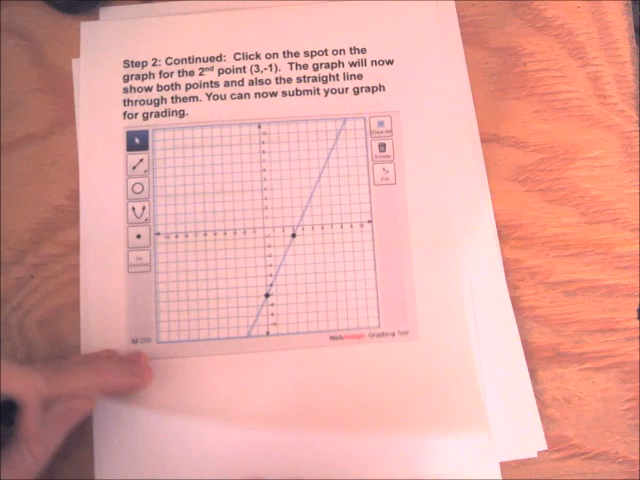 Step 2: Continued: Click on the spot on the
graph for the 2nd point (3,-1). The graph will now
show both points and also the straight line
through them. You can now submit your graph
for grading.
WebAssign Graphing Tool